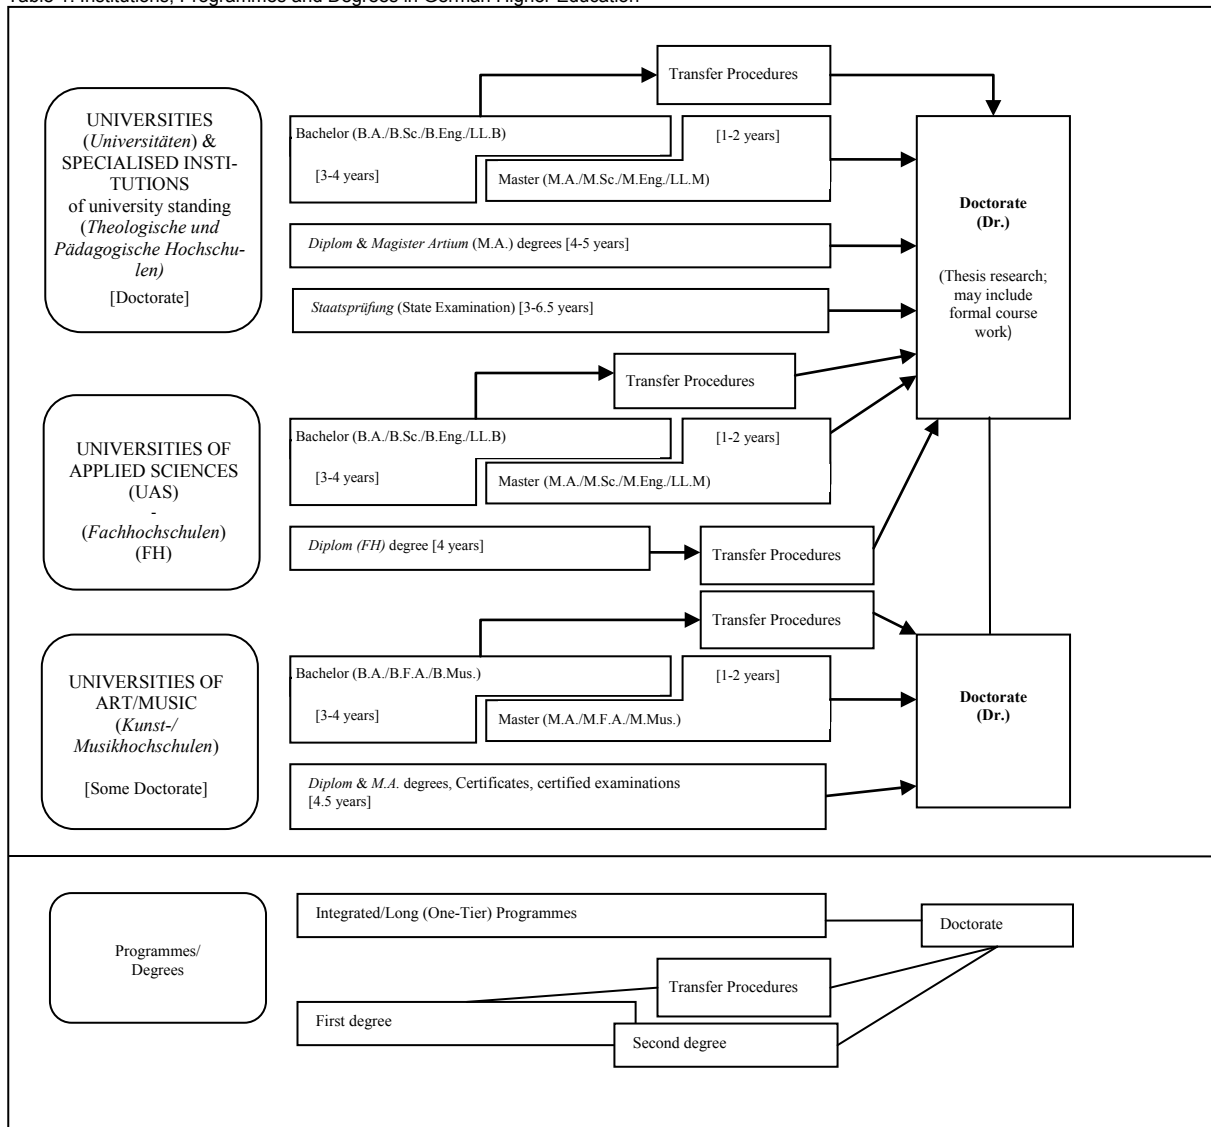 Table 1: Institutions, Programmes and Degrees in German Higher Education
Transfer Procedures
UNIVERSITIES
(Universitäten) &
SPECIALISED INSTI-
TUTIONS
of university standing
(Theologische und
Pädagogische Hochschu-
len)
[Doctorate]
Bachelor (B.A./B.Sc./B.Eng./LL.B)
[3-4 years]
[1-2 years]
Master (M.A./M.Sc./M.Eng./LL.M)
Diplom & Magister Artium (M.A.) degrees [4-5 years]
Staatsprüfung (State Examination) [3-6.5 years]
Doctorate
(Dr.)
(Thesis research;
may include
formal course
work)
Transfer Procedures
UNIVERSITIES OF
APPLIED SCIENCES
(UAS)
-
(Fachhochschulen)
(FH)
Bachelor (B.A./B.Sc./B.Eng./LL.B)
[3-4 years]
[1-2 years]
Master (M.A./M.Sc./M.Eng./LL.M)
Diplom (FH) degree [4 years]
Transfer Procedures
Transfer Procedures
UNIVERSITIES OF
ART/MUSIC
(Kunst-/
Musikhochschulen)
[Some Doctorate]
Bachelor (B.A./B.F.A./B.Mus.)
[3-4 years]
[1-2 years]
Master (M.A./M.F.A./M.Mus.)
Diplom & M.A. degrees, Certificates, certified examinations
[4.5 years]
Doctorate
(Dr.)
Programmes/
Degrees
Integrated/Long (One-Tier) Programmes
Doctorate
Transfer Procedures
First degree
Second degree